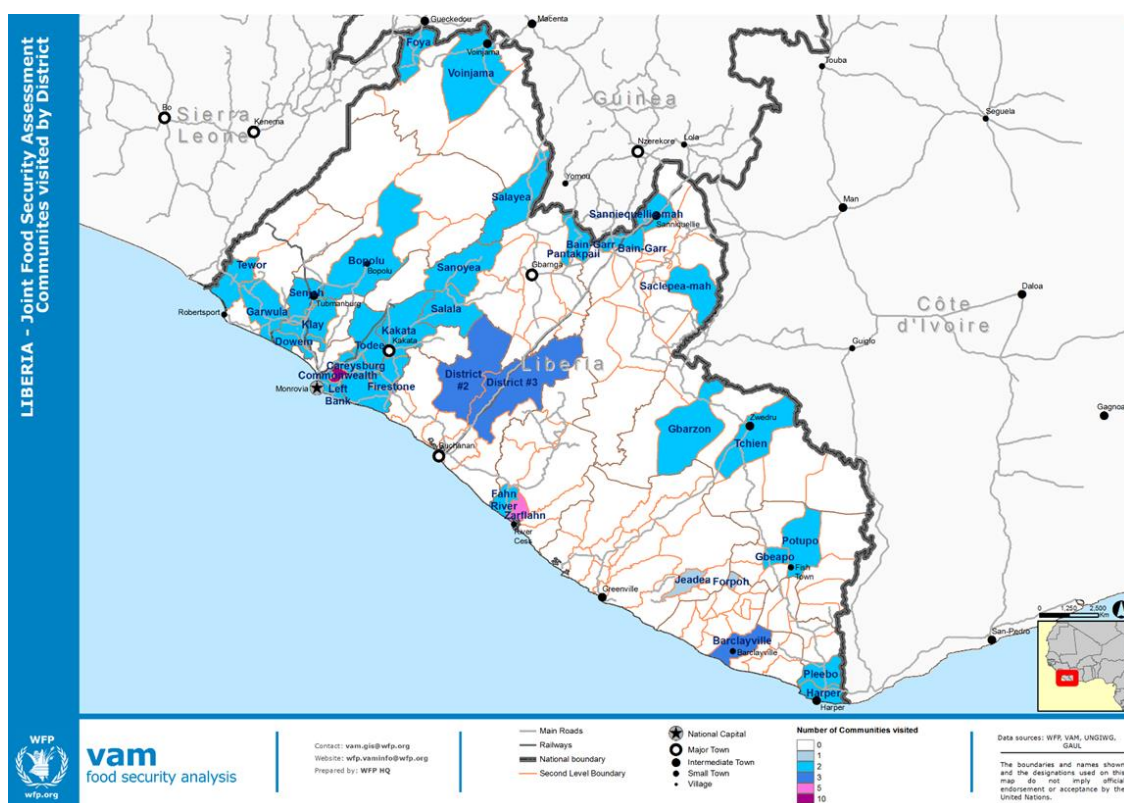 LIBERIA - Joint Food Security Assessment
Communites visited by District
Gueckedou
Macenta
Foya
Voinjama
Voinjama
Touba
Guinea
Bo
Sierra
Leone
Kenema
Seguela
Nzerekore
Lola
Yomou
Salayea
Man
Sanniequellie-mah
Sanniquellie
Bain-Garr
Bain-Garr
Pantakpaii
Bopolu
Bopolu
Sanoyea
Gbarnga
Tewor
Saclepea-mah
Senjeh
Tubmanburg
Daloa
Côte
d'Ivoire
Robertsport
Garwula
Klay
Salala
Kakata
Kakata
Dowein
Todee
Guiglo
Careysburg
Commonwealth
Liberia
Monrovia
Left
Bank
Firestone
District
#2
District #3
Gbarzon
Zwedru
Tchien
Gagnoa
Buchanan
Fahn
River
Zarflahn
River
Cess
Potupo
Gbeapo
Fish
Town
Jeadea
Forpoh
Greenville
0 1,250 2,500
Km
San-Pedro
Barclayville
Barclayville
Pleebo
Harper
Harper
WFP
wfp.org
vam
food security analysis
Contact: vam.gis@wfp.org
Website: wfp.vaminfo@wfp.org
Prepared by: WFP HQ
Main Roads
Railways
National boundary
Second Level Boundary
National Capital
Major Town
Intermediate Town
Small Town
Village
Number of Communities visited
0
1
2
3
5
10
Data sources: WFP, VAM, UNGIWG,
GAUL
The boundaries and names shown
and the designations used on this
map do not imply official
endorsement or acceptance by the
United Nations.